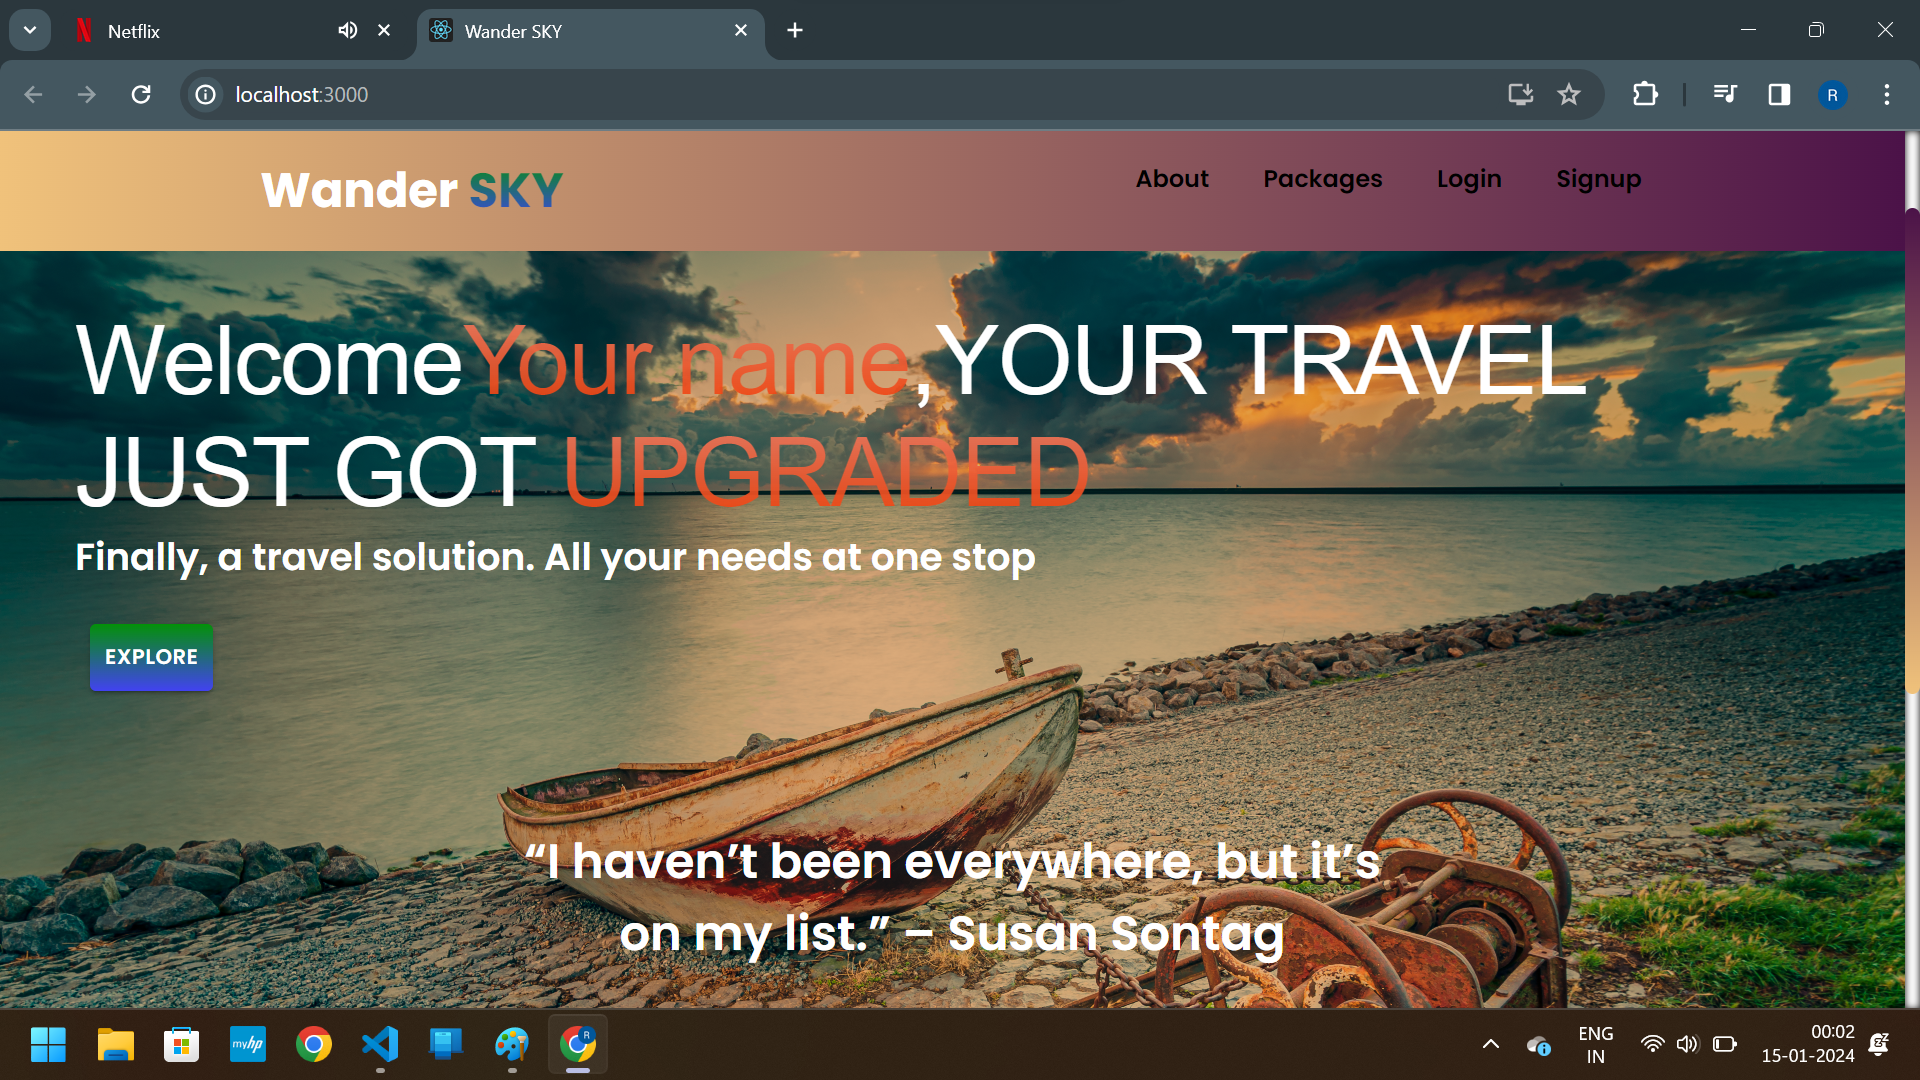 Netflix
Wander SKY
localhost:3000
R
Wander SKY
About Packages Login Signup
WelcomeYour name,YOUR TRAVEL
JUST GOT UPGRADED
Finally, a travel solution. All your needs at one stop
EXPLORE
“I haven’t been everywhere, but it’s
on my list.” – Susan Sontag
myhp
R
ENG
IN
00:02
15-01-2024